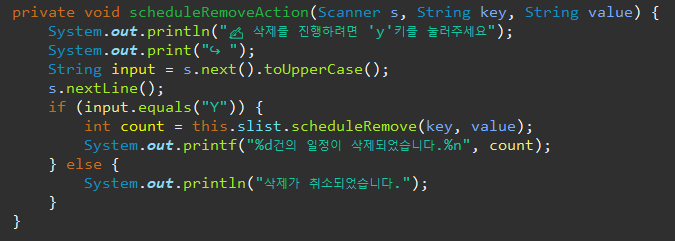 private void scheduleRemoveAction(Scanner s, String key, String value) {
    System.out.println("✍ 삭제를 진행하려면 'y'키를 눌러주세요");
    System.out.print("↪ ");
    String input = s.next().toUpperCase();
    s.nextLine();
    if (input.equals("Y")) {
        int count = this.slist.scheduleRemove(key, value);
        System.out.printf("%d건의 일정이 삭제되었습니다.%n", count);
    } else {
        System.out.println("삭제가 취소되었습니다.");
    }
}